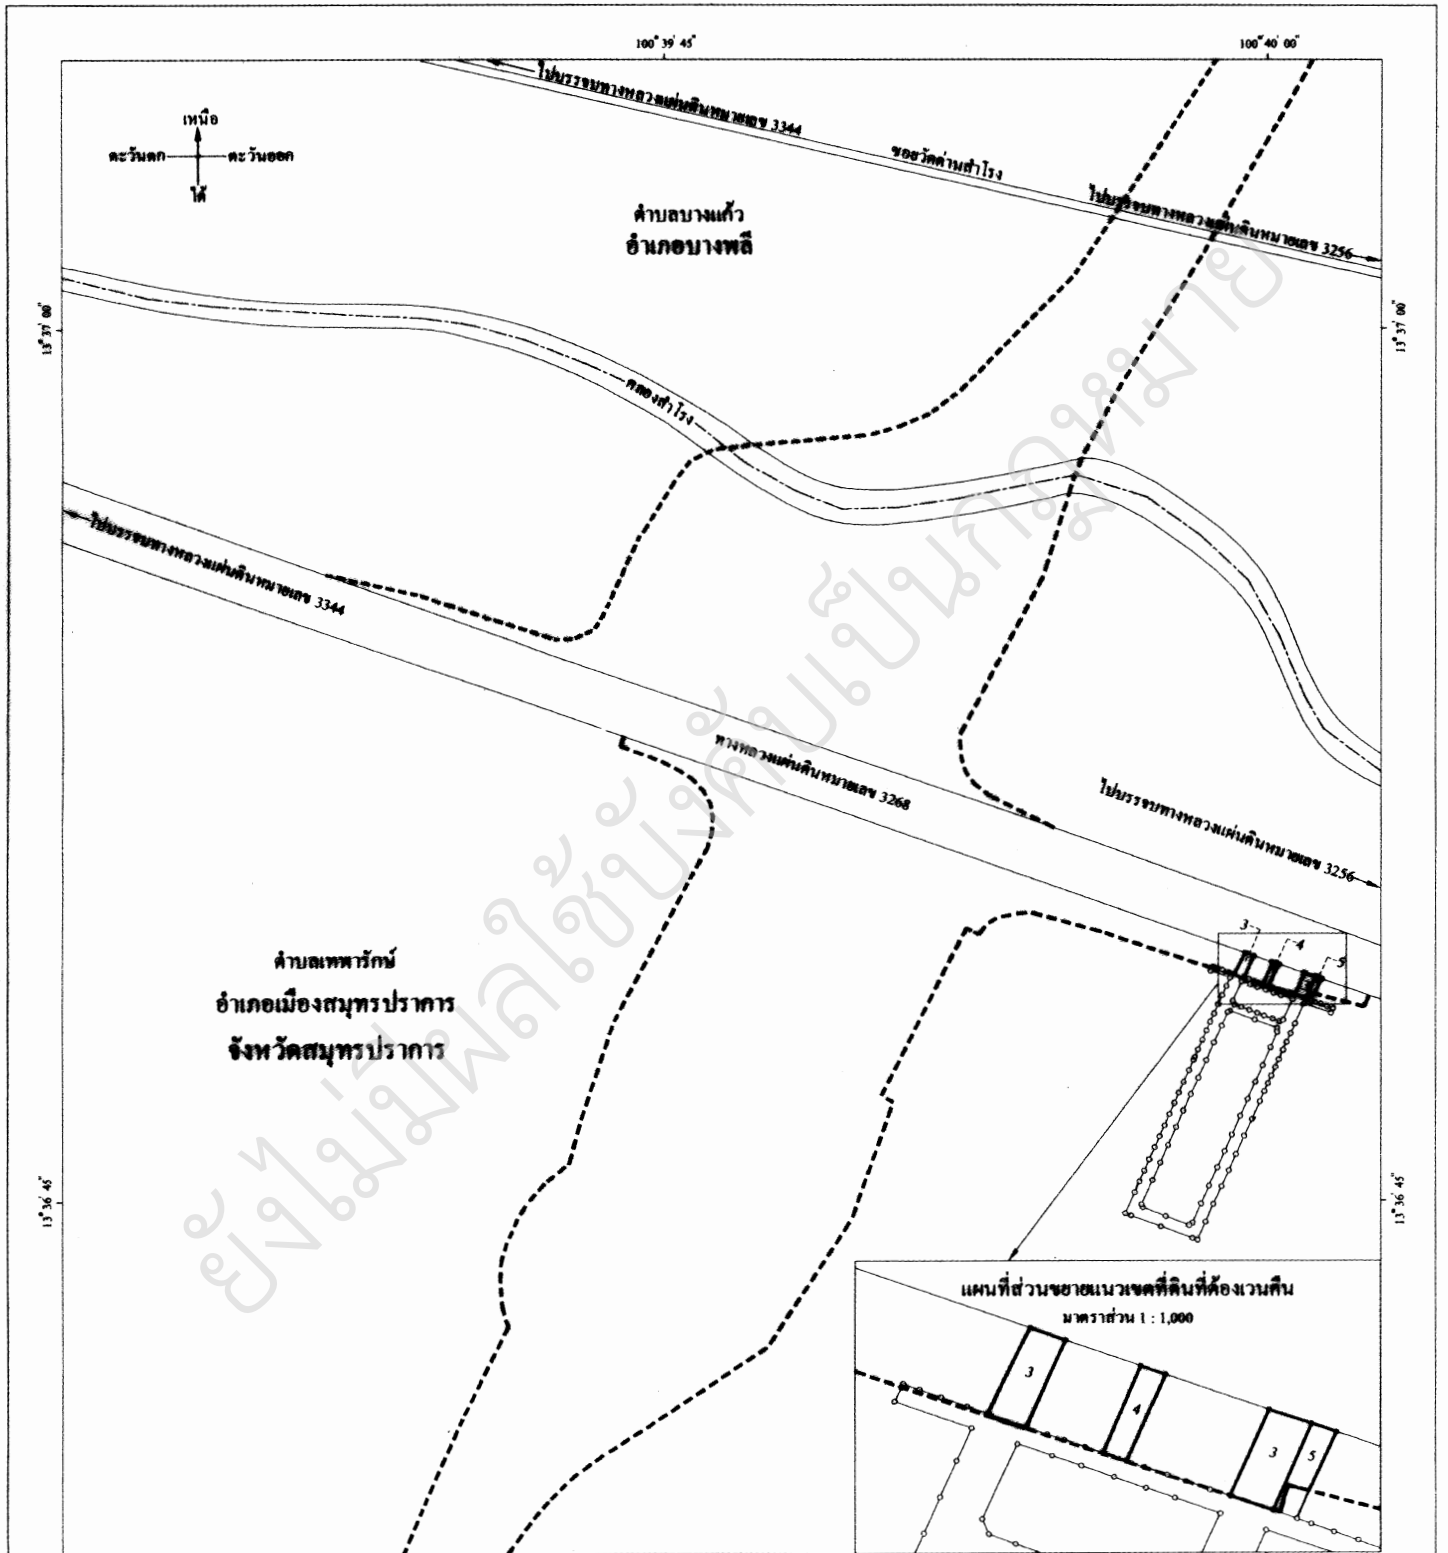 100° 39' 45"
100° 40' 00"
ไปบรรจบทางหลวงแผ่นดินหมายเลข 3344
ซอยวัดด่านสำโรง
ไปบรรจบทางหลวงแผ่นดินหมายเลข 3256
เหนือ
ตะวันตก
ตะวันออก
ใต้
ตำบลบางแก้ว
อำเภอบางพลี
13° 37' 00"
13° 37' 00"
คลองสำโรง
ไปบรรจบทางหลวงแผ่นดินหมายเลข 3344
ทางหลวงแผ่นดินหมายเลข 3268
ไปบรรจบทางหลวงแผ่นดินหมายเลข 3256
3
4
5
ตำบลเทพารักษ์
อำเภอเมืองสมุทรปราการ
จังหวัดสมุทรปราการ
13° 36' 45"
13° 36' 45"
แผนที่ส่วนขยายแนวเขตที่ดินที่ต้องเวนคืน
มาตราส่วน 1 : 1,000
3
4
3
5
ยังไม่มีผลใช้บังคับเป็นกฎหมาย